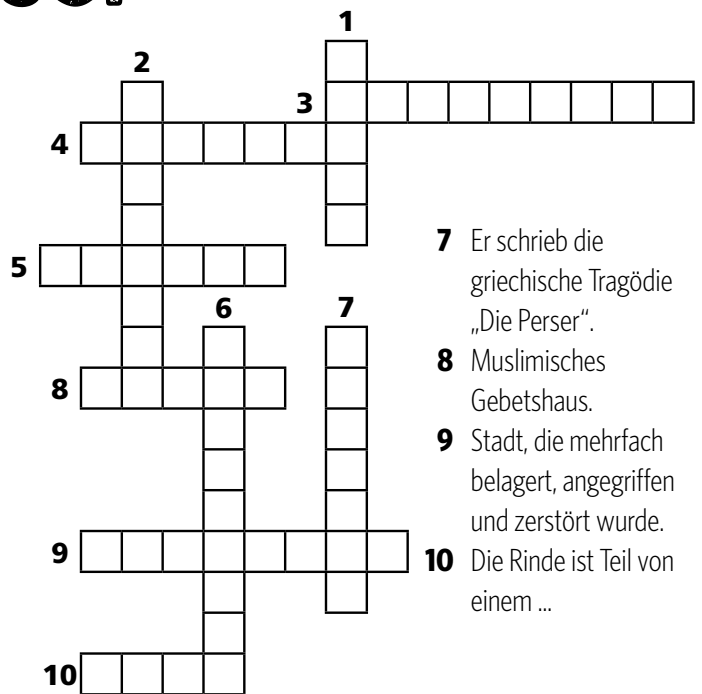 1
2
3
4
5
6
7
8
9
10
7 Er schrieb die
griechische Tragödie
„Die Perser“.
8 Muslimisches
Gebetshaus.
9 Stadt, die mehrfach
belagert, angegriffen
und zerstört wurde.
10 Die Rinde ist Teil von
einem ...